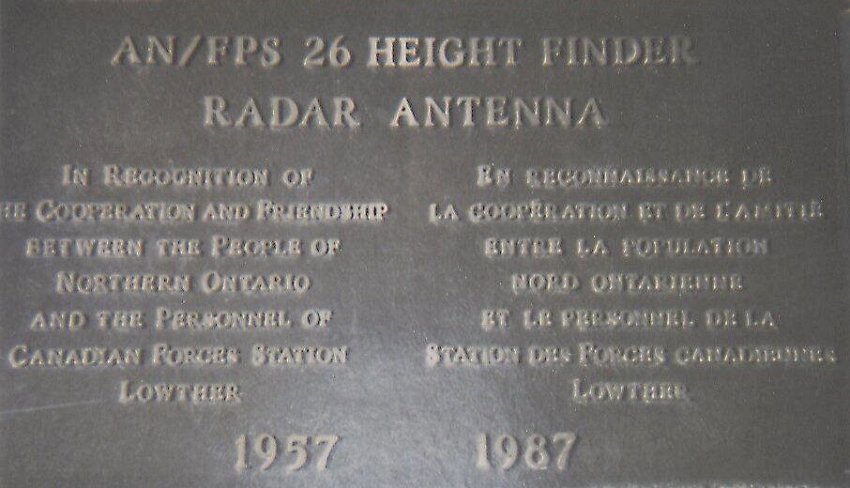 AN/FPS 26 HEIGHT FINDER
RADAR ANTENNA
IN RECOGNITION OF
HE COOPERATION AND FRIENDSHIP
BETWEEN THE PEOPLE OF
NORTHERN ONTARIO
AND THE PERSONNEL OF
CANADIAN FORCES STATION
LOWTHER
EN RECONNAISSANCE DE
LA COOPÉRATION ET DE L'AMITIÉ
ENTRE LA POPULATION
NORD ONTARIENNE
ET LE PERSONNEL DE LA
STATION DES FORCES CANADIENNES
LOWTHER
1957 1987